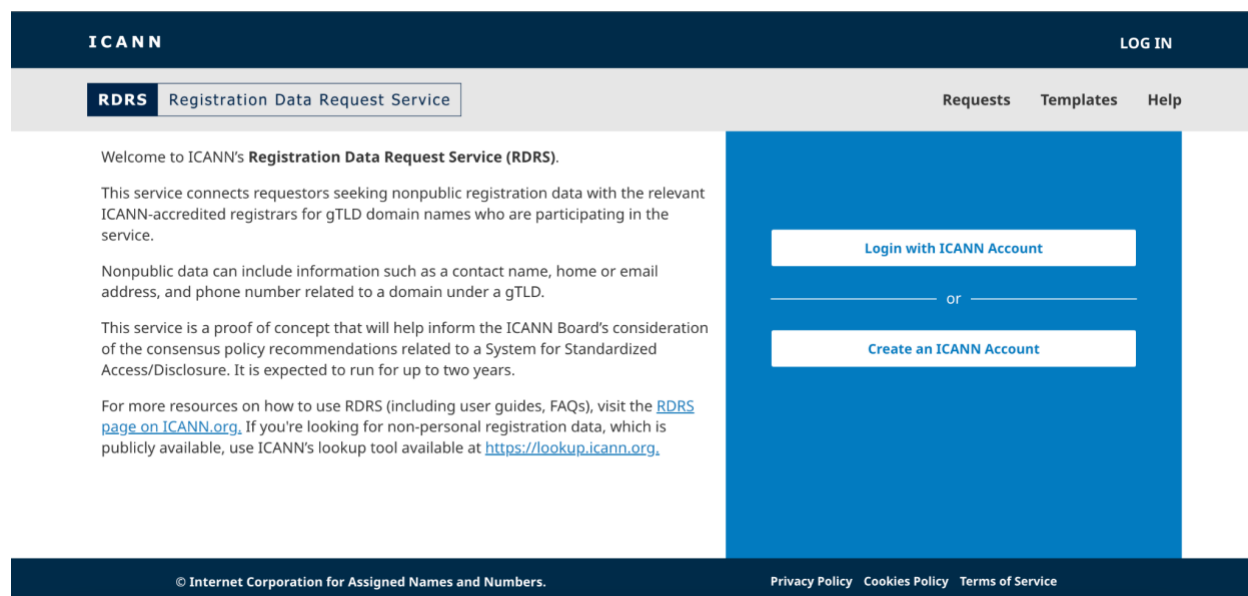 ICANN
LOG IN
RDRS Registration Data Request Service
Requests Templates Help
Welcome to ICANN's Registration Data Request Service (RDRS).
This service connects requestors seeking nonpublic registration data with the relevant
ICANN-accredited registrars for gTLD domain names who are participating in the
service.
Nonpublic data can include information such as a contact name, home or email
address, and phone number related to a domain under a gTLD.
This service is a proof of concept that will help inform the ICANN Board's consideration
of the consensus policy recommendations related to a System for Standardized
Access/Disclosure. It is expected to run for up to two years.
For more resources on how to use RDRS (including user guides, FAQs), visit the RDRS
page on ICANN.org. If you're looking for non-personal registration data, which is
publicly available, use ICANN's lookup tool available at https://lookup.icann.org.
Login with ICANN Account
or
Create an ICANN Account
© Internet Corporation for Assigned Names and Numbers.
Privacy Policy Cookies Policy Terms of Service